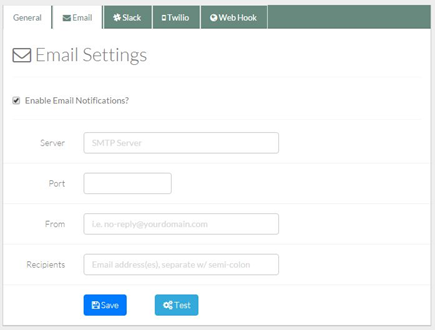 General Email Slack Twilio Web Hook
Email Settings
Enable Email Notifications?
Server SMTP Server
Port
From i.e. no-reply@yourdomain.com
Recipients Email address(es), separate w/ semi-colon
Save Test